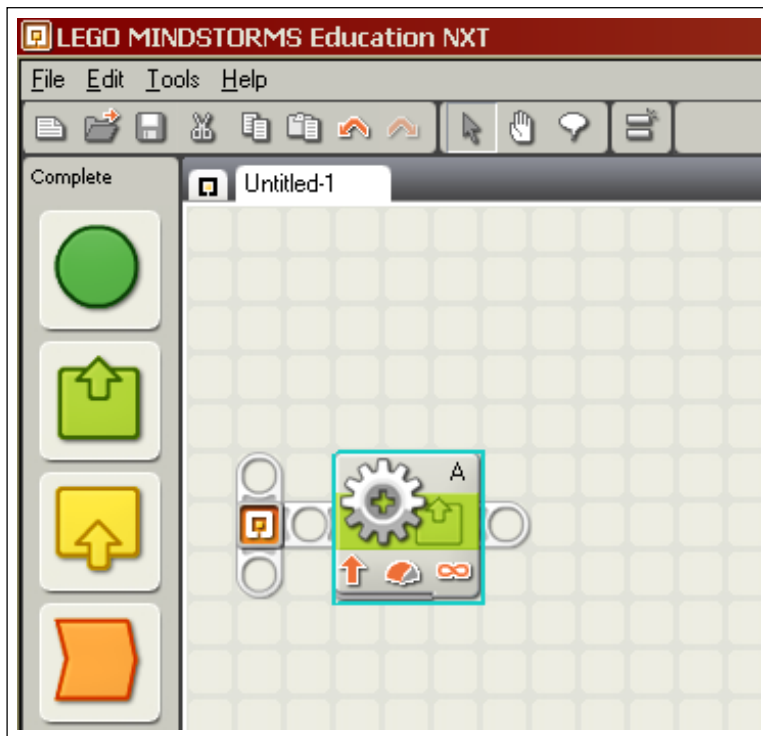 LEGO MINDSTORMS Education NXT
File Edit Tools Help
Complete
Untitled-1
A